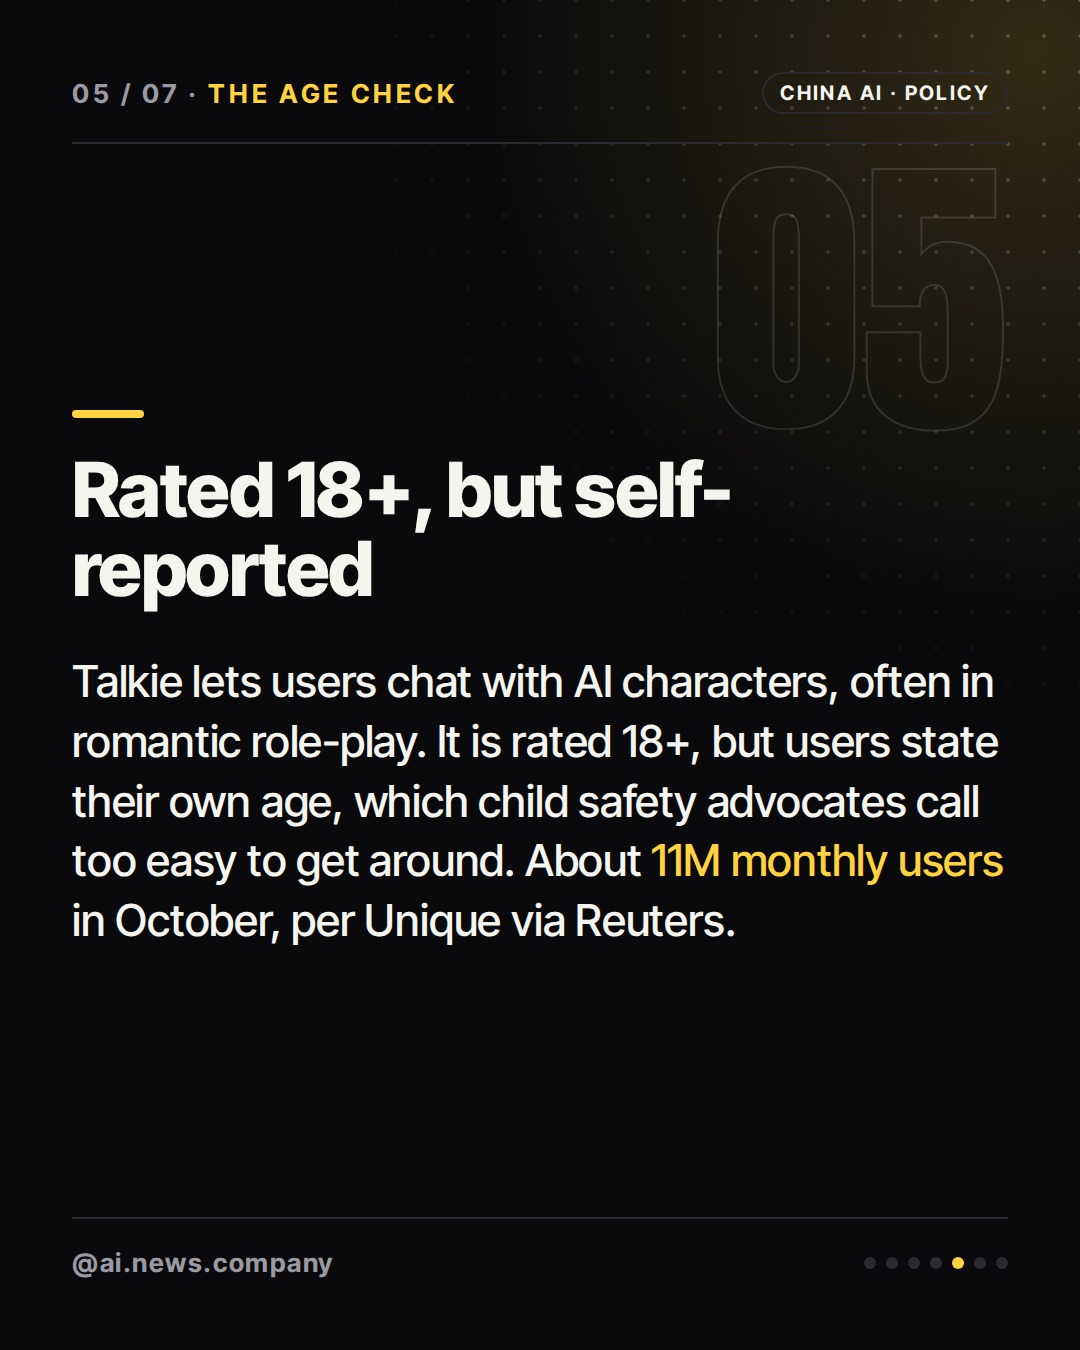 05 / 07 · THE AGE CHECK
CHINA AI · POLICY
05
Rated 18+, but self-
reported
Talkie lets users chat with AI characters, often in
romantic role-play. It is rated 18+, but users state
their own age, which child safety advocates call
too easy to get around. About 11M monthly users
in October, per Unique via Reuters.
@ai.news.company